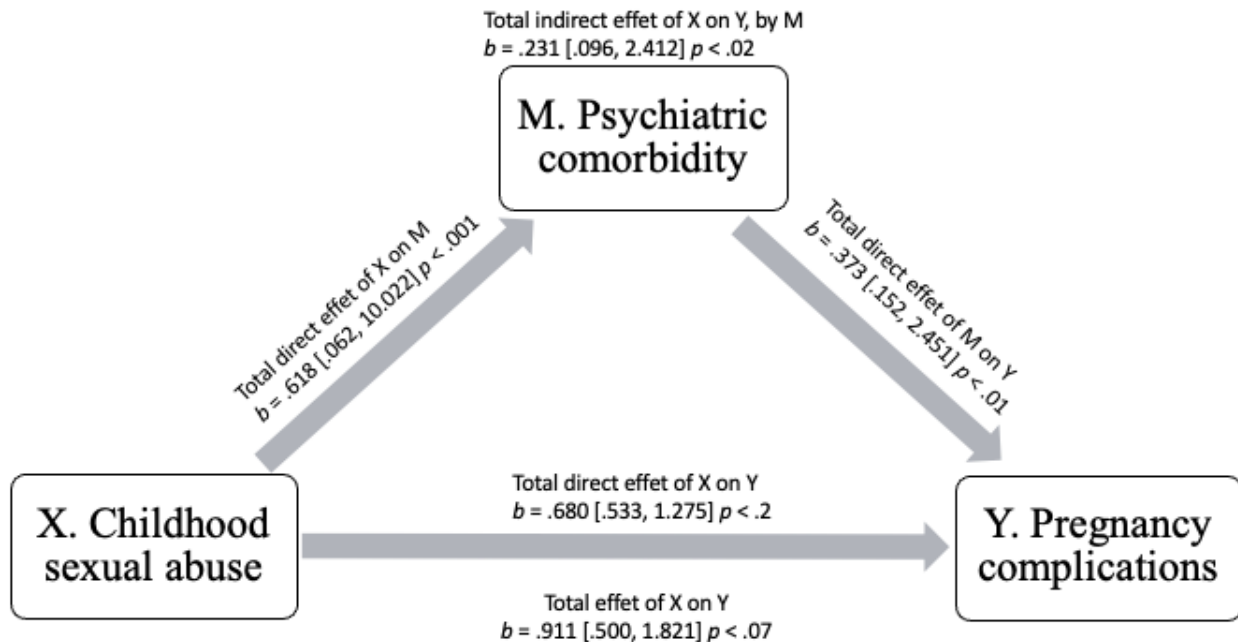 Total indirect effet of X on Y, by M
b = .231 [.096, 2.412] p < .02
M. Psychiatric
comorbidity
Total direct effet of X on M
b = .618 [.062, 10.022] p < .001
Total direct effet of M on Y
b = .373 [.152, 2.451] p < .01
X. Childhood
sexual abuse
Total direct effet of X on Y
b = .680 [.533, 1.275] p < .2
Y. Pregnancy
complications
Total effet of X on Y
b = .911 [.500, 1.821] p < .07